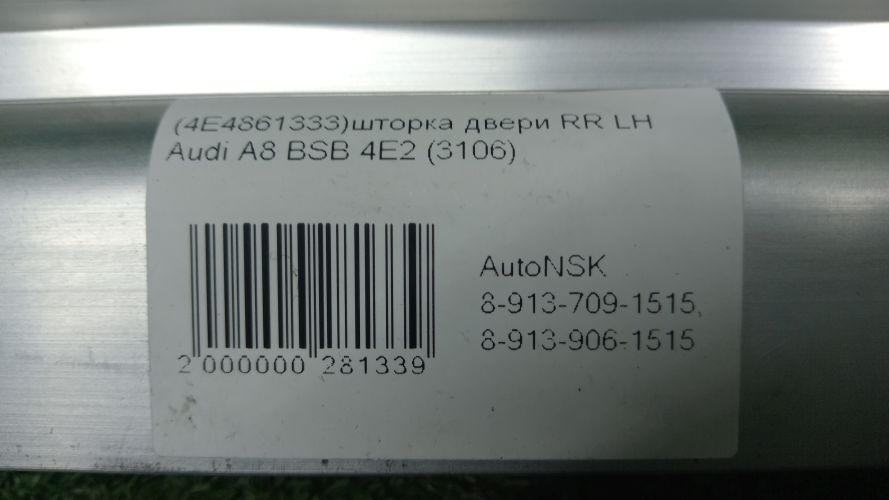 (4E4861333)шторка двери RR LH
Audi A8 BSB 4E2 (3106)
AutoNSK
8-913-709-1515,
8-913-906-1515
2 000000 281339